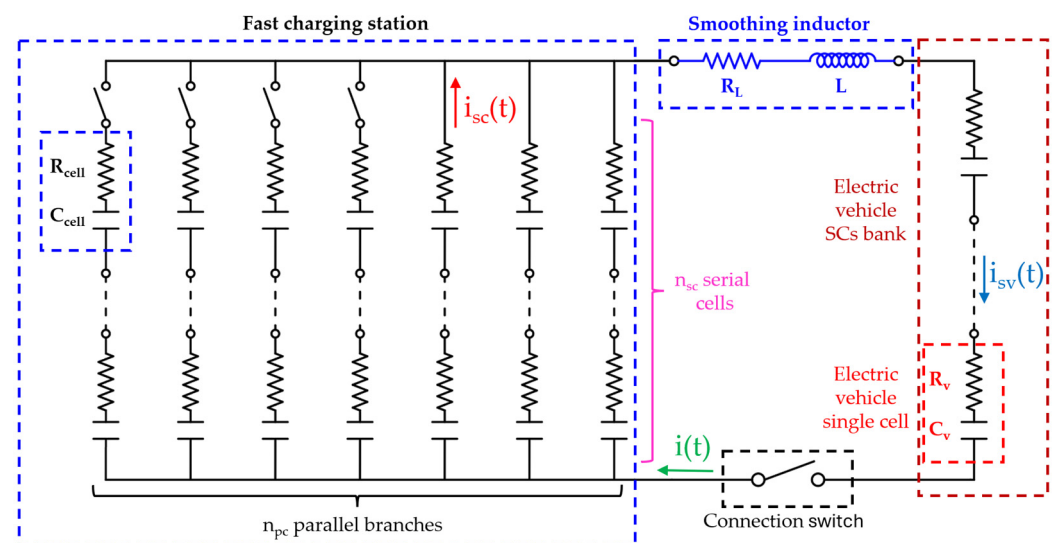 Fast charging station
Smoothing inductor
R_L
L
i_sc(t)
R_cell
C_cell
Electric
vehicle
SCs bank
i_sv(t)
n_sc serial
cells
Electric
vehicle
single cell
R_v
C_v
i(t)
Connection switch
n_pc parallel branches